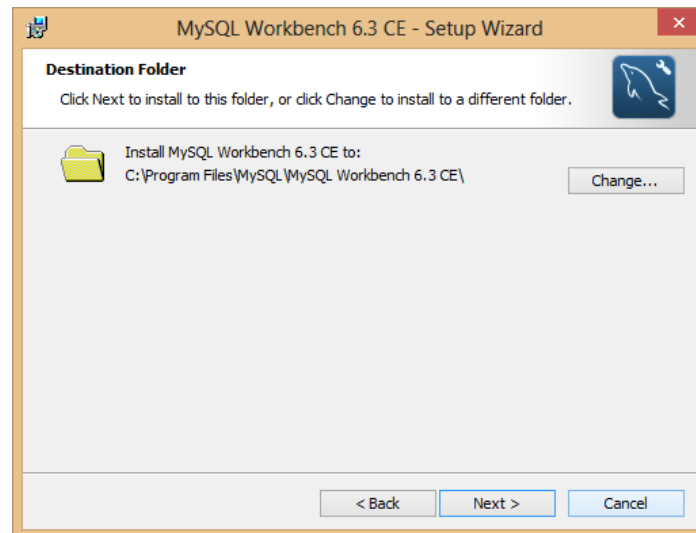 MySQL Workbench 6.3 CE - Setup Wizard
Destination Folder
Click Next to install to this folder, or click Change to install to a different folder.
Install MySQL Workbench 6.3 CE to:
C:\Program Files\MySQL\MySQL Workbench 6.3 CE\
Change...
< Back
Next >
Cancel